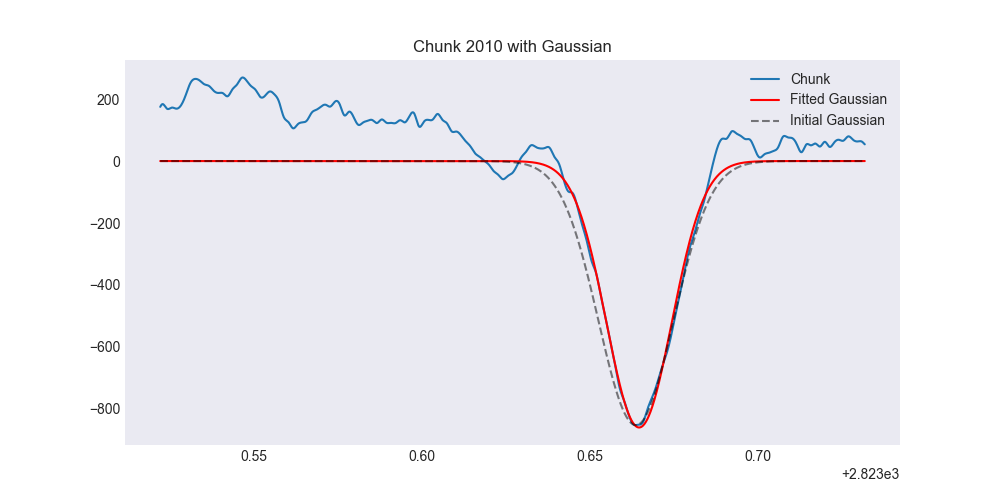 Chunk 2010 with Gaussian
Chunk
Fitted Gaussian
Initial Gaussian
200
0
−200
−400
−600
−800
0.55 0.60 0.65 0.70
+2.823e3